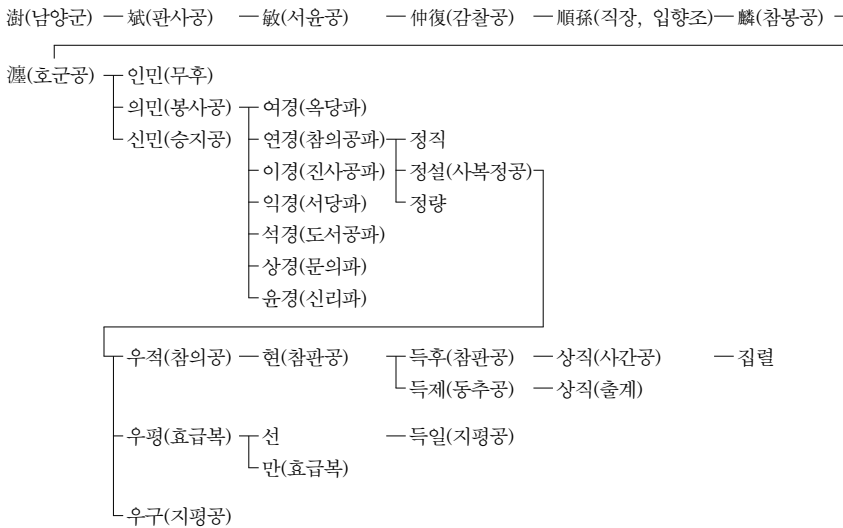 澍(남양군) 斌(판사공) 敏(서윤공) 仲復(감찰공) 順孫(직장, 입향조) 麟(참봉공)
瀍(호군공) 인민(무후)
의민(봉사공) 여경(옥당파)
신민(승지공) 연경(참의공파) 정직
이경(진사공파) 정설(사복정공)
익경(서당파) 정량
석경(도서공파)
상경(문의파)
윤경(신리파)
우적(참의공) 현(참판공) 득후(참판공) 상직(사간공) 집렬
득제(동추공) 상직(출계)
우평(효급복) 선 득일(지평공)
만(효급복)
우구(지평공)